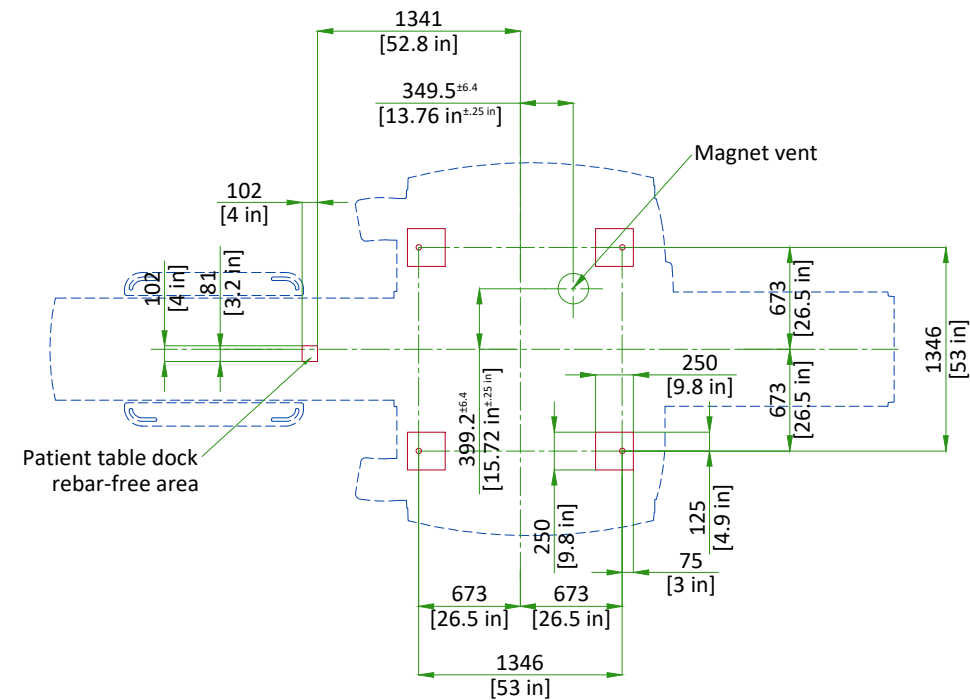 1341
[52.8 in]
349.5±6.4
[13.76 in±.25 in]
Magnet vent
102
[4 in]
102
[4 in]
81
[3.2 in]
673
[26.5 in]
1346
[53 in]
250
[9.8 in]
673
[26.5 in]
399.2±6.4
[15.72 in±.25 in]
Patient table dock
rebar-free area
250
[9.8 in]
125
[4.9 in]
75
[3 in]
673
[26.5 in]
673
[26.5 in]
1346
[53 in]